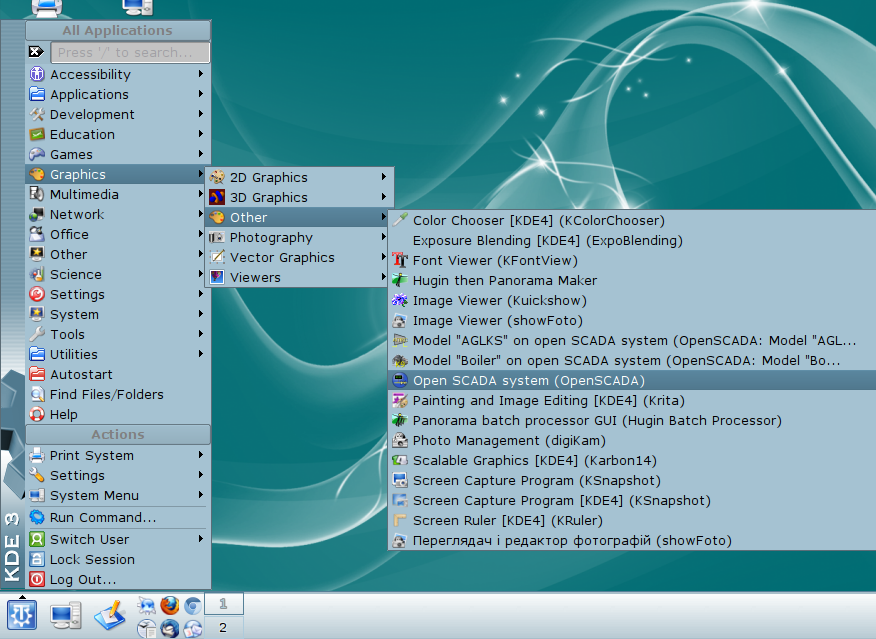 All Applications
Press '/' to search...
Accessibility
Applications
Development
Education
Games
Graphics
Multimedia
Network
Office
Other
Science
Settings
System
Tools
Utilities
Autostart
Find Files/Folders
Help
Actions
Print System
Settings
System Menu
Run Command...
Switch User
Lock Session
Log Out...
KDE 3
2D Graphics
3D Graphics
Other
Photography
Vector Graphics
Viewers
Color Chooser [KDE4] (KColorChooser)
Exposure Blending [KDE4] (ExpoBlending)
Font Viewer (KFontView)
Hugin then Panorama Maker
Image Viewer (Kuickshow)
Image Viewer (showFoto)
Model "AGLKS" on open SCADA system (OpenSCADA: Model "AGL...
Model "Boiler" on open SCADA system (OpenSCADA: Model "Bo...
Open SCADA system (OpenSCADA)
Painting and Image Editing [KDE4] (Krita)
Panorama batch processor GUI (Hugin Batch Processor)
Photo Management (digiKam)
Scalable Graphics [KDE4] (Karbon14)
Screen Capture Program (KSnapshot)
Screen Capture Program [KDE4] (KSnapshot)
Screen Ruler [KDE4] (KRuler)
Переглядач і редактор фотографій (showFoto)
1
2